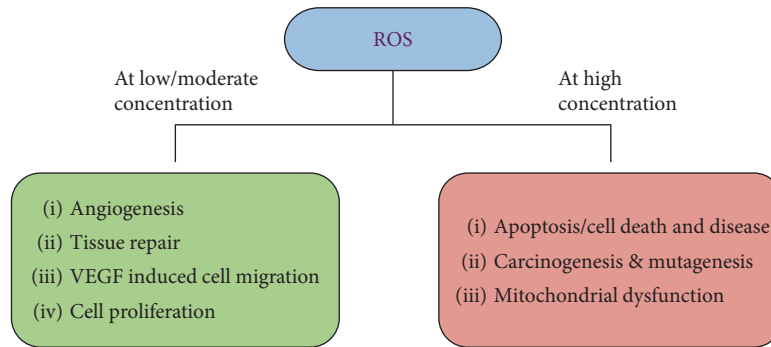 ROS
At low/moderate
concentration
At high
concentration
(i) Angiogenesis
(ii) Tissue repair
(iii) VEGF induced cell migration
(iv) Cell proliferation
(i) Apoptosis/cell death and disease
(ii) Carcinogenesis & mutagenesis
(iii) Mitochondrial dysfunction